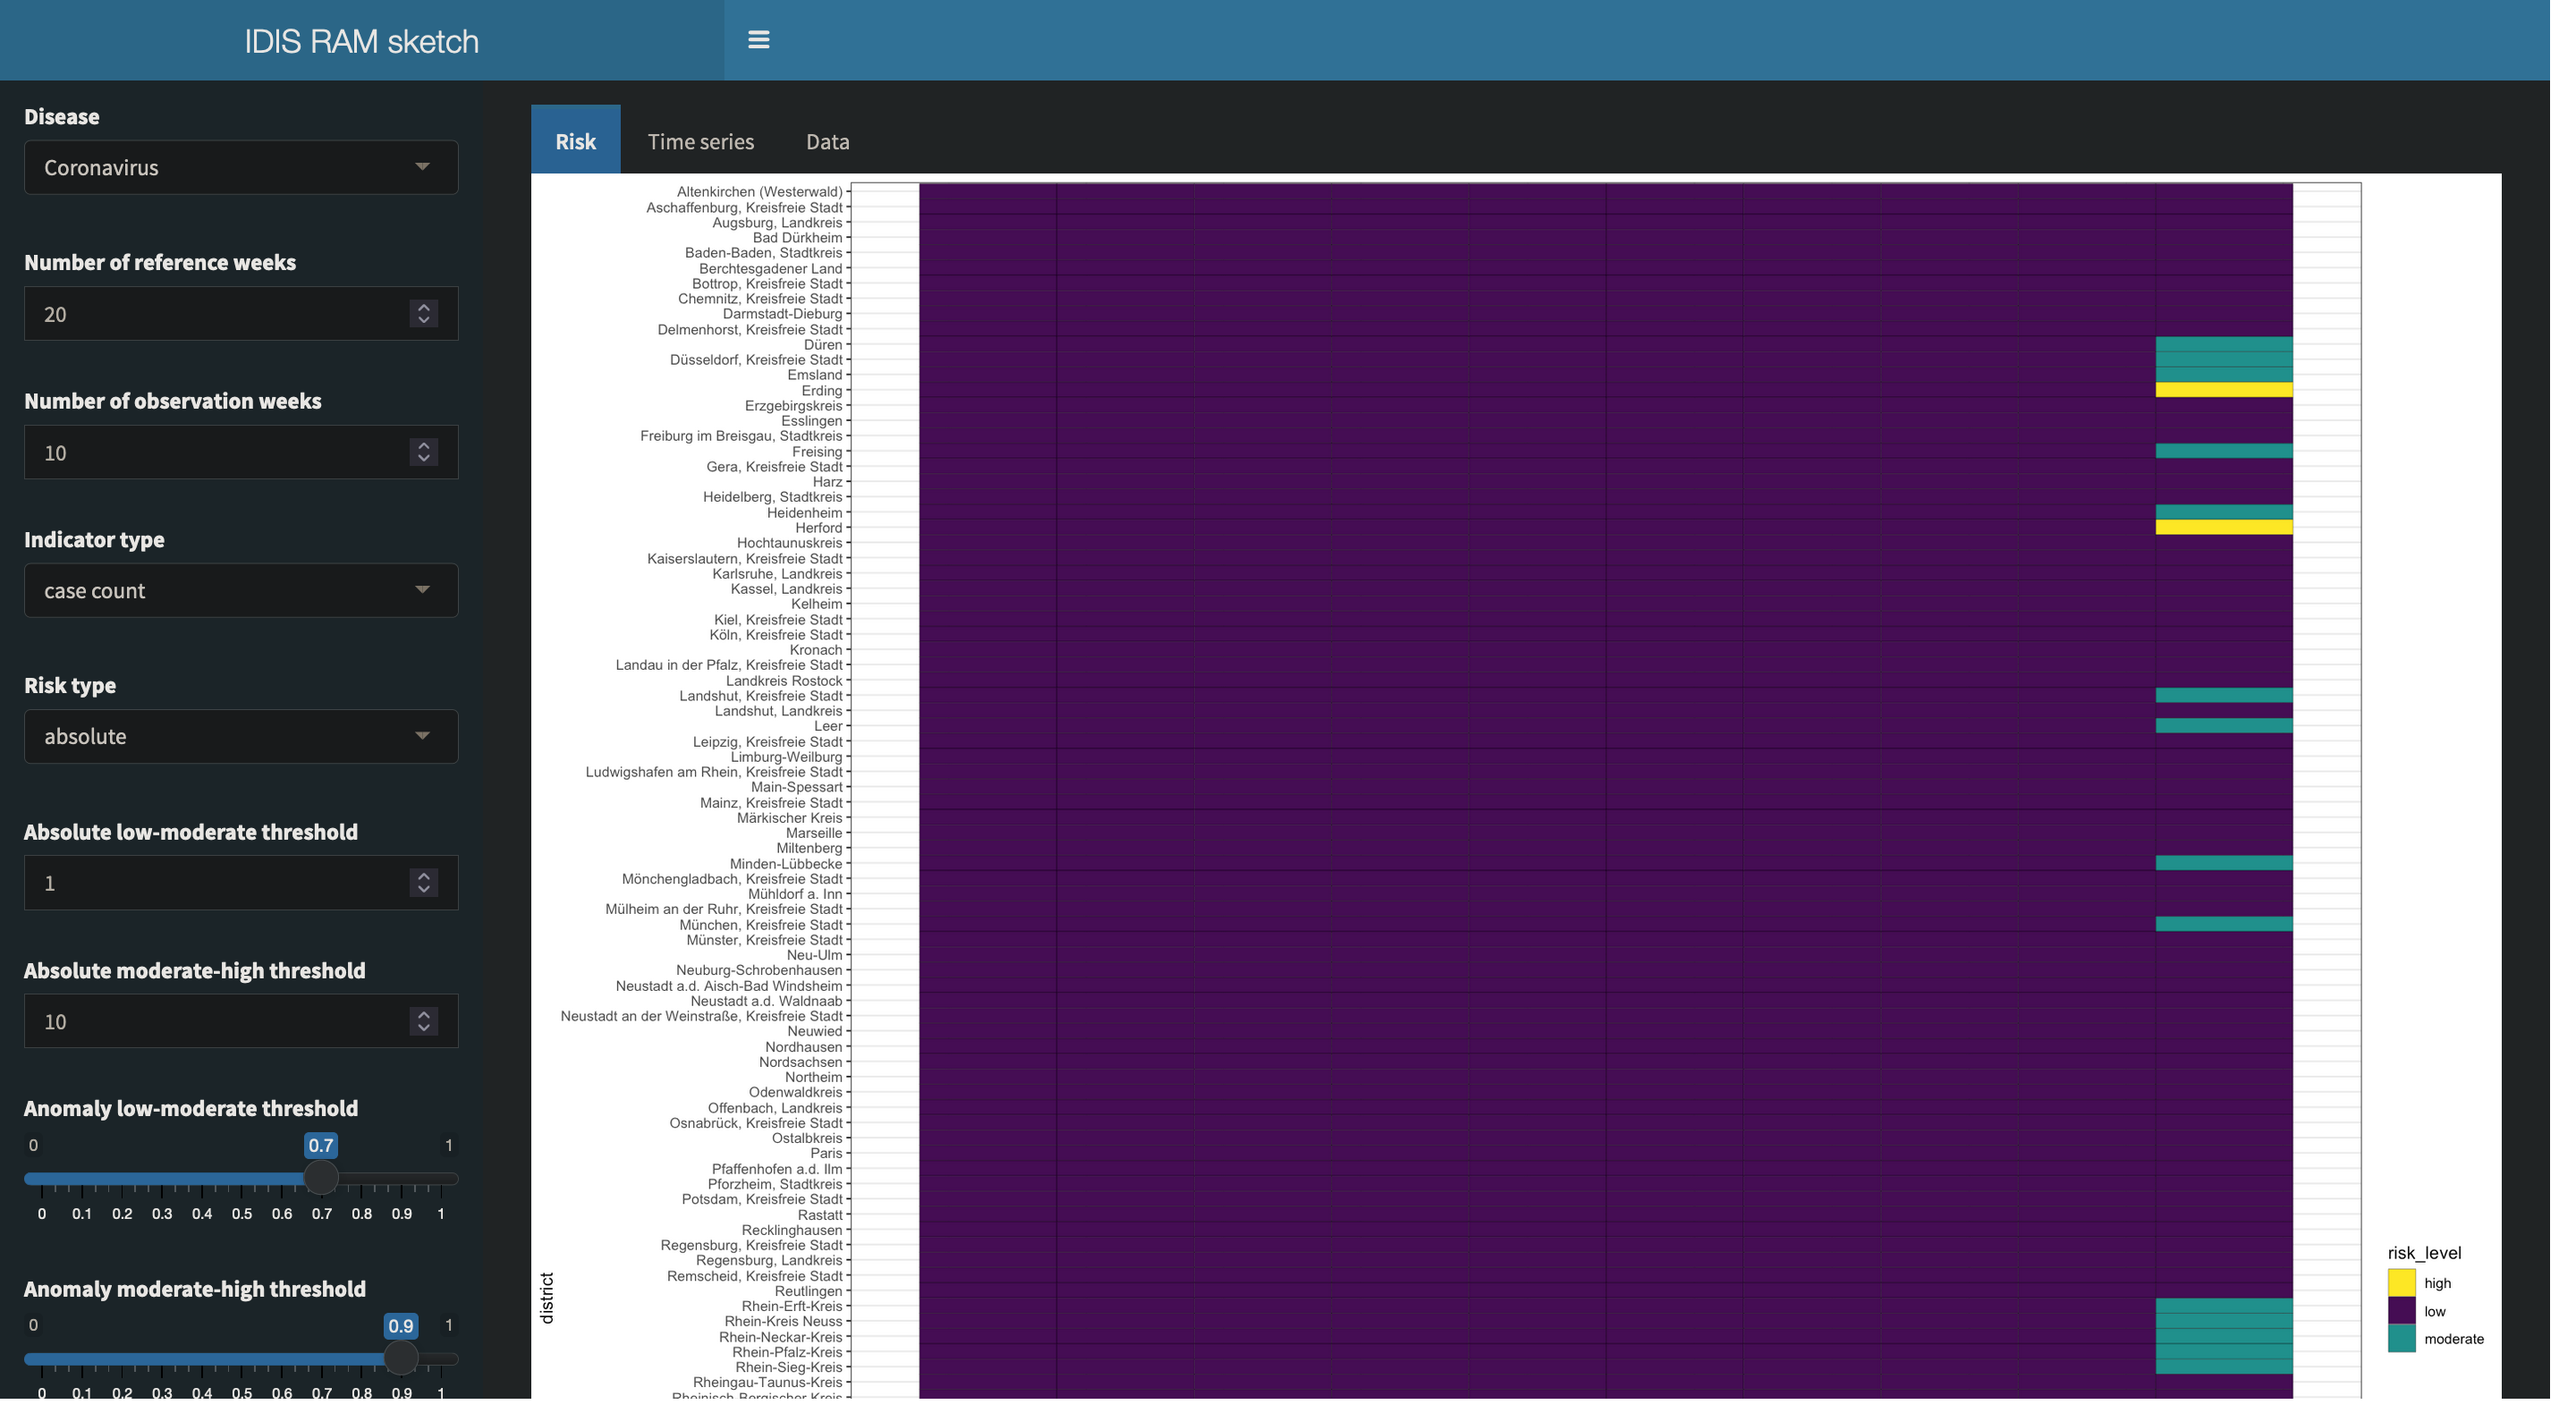 IDIS RAM sketch
Disease
Coronavirus
Number of reference weeks
20
Number of observation weeks
10
Indicator type
case count
Risk type
absolute
Absolute low-moderate threshold
1
Absolute moderate-high threshold
10
Anomaly low-moderate threshold
0 0.7 1
0 0.1 0.2 0.3 0.4 0.5 0.6 0.7 0.8 0.9 1
Anomaly moderate-high threshold
0 0.9 1
0 0.1 0.2 0.3 0.4 0.5 0.6 0.7 0.8 0.9 1
Risk Time series Data
Altenkirchen (Westerwald)
Aschaffenburg, Kreisfreie Stadt
Augsburg, Landkreis
Bad Dürkheim
Baden-Baden, Stadtkreis
Berchtesgadener Land
Bottrop, Kreisfreie Stadt
Chemnitz, Kreisfreie Stadt
Darmstadt-Dieburg
Delmenhorst, Kreisfreie Stadt
Düren
Düsseldorf, Kreisfreie Stadt
Emsland
Erding
Erzgebirgskreis
Esslingen
Freiburg im Breisgau, Stadtkreis
Freising
Gera, Kreisfreie Stadt
Harz
Heidelberg, Stadtkreis
Heidenheim
Herford
Hochtaunuskreis
Kaiserslautern, Kreisfreie Stadt
Karlsruhe, Landkreis
Kassel, Landkreis
Kelheim
Kiel, Kreisfreie Stadt
Köln, Kreisfreie Stadt
Kronach
Landau in der Pfalz, Kreisfreie Stadt
Landkreis Rostock
Landshut, Kreisfreie Stadt
Landshut, Landkreis
Leer
Leipzig, Kreisfreie Stadt
Limburg-Weilburg
Ludwigshafen am Rhein, Kreisfreie Stadt
Main-Spessart
Mainz, Kreisfreie Stadt
Märkischer Kreis
Marseille
Miltenberg
Minden-Lübbecke
Mönchengladbach, Kreisfreie Stadt
Mühldorf a. Inn
Mülheim an der Ruhr, Kreisfreie Stadt
München, Kreisfreie Stadt
Münster, Kreisfreie Stadt
Neu-Ulm
Neuburg-Schrobenhausen
Neustadt a.d. Aisch-Bad Windsheim
Neustadt a.d. Waldnaab
Neustadt an der Weinstraße, Kreisfreie Stadt
Neuwied
Nordhausen
Nordsachsen
Northeim
Odenwaldkreis
Offenbach, Landkreis
Osnabrück, Kreisfreie Stadt
Ostalbkreis
Paris
Pfaffenhofen a.d. Ilm
Pforzheim, Stadtkreis
Potsdam, Kreisfreie Stadt
Rastatt
Recklinghausen
Regensburg, Kreisfreie Stadt
Regensburg, Landkreis
Remscheid, Kreisfreie Stadt
Reutlingen
Rhein-Erft-Kreis
Rhein-Kreis Neuss
Rhein-Neckar-Kreis
Rhein-Pfalz-Kreis
Rhein-Sieg-Kreis
Rheingau-Taunus-Kreis
Rheinisch-Bergischer Kreis
district
risk_level
high
low
moderate